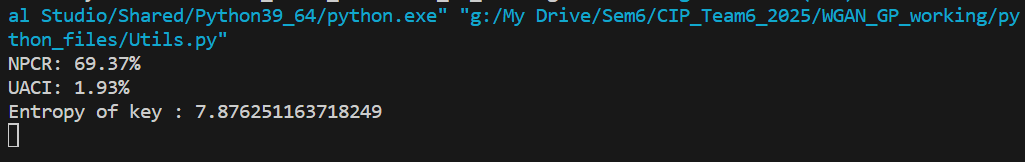 al Studio/Shared/Python39_64/python.exe" "g:/My Drive/Sem6/CIP_Team6_2025/WGAN_GP_working/py
thon_files/Utils.py"
NPCR: 69.37%
UACI: 1.93%
Entropy of key : 7.876251163718249